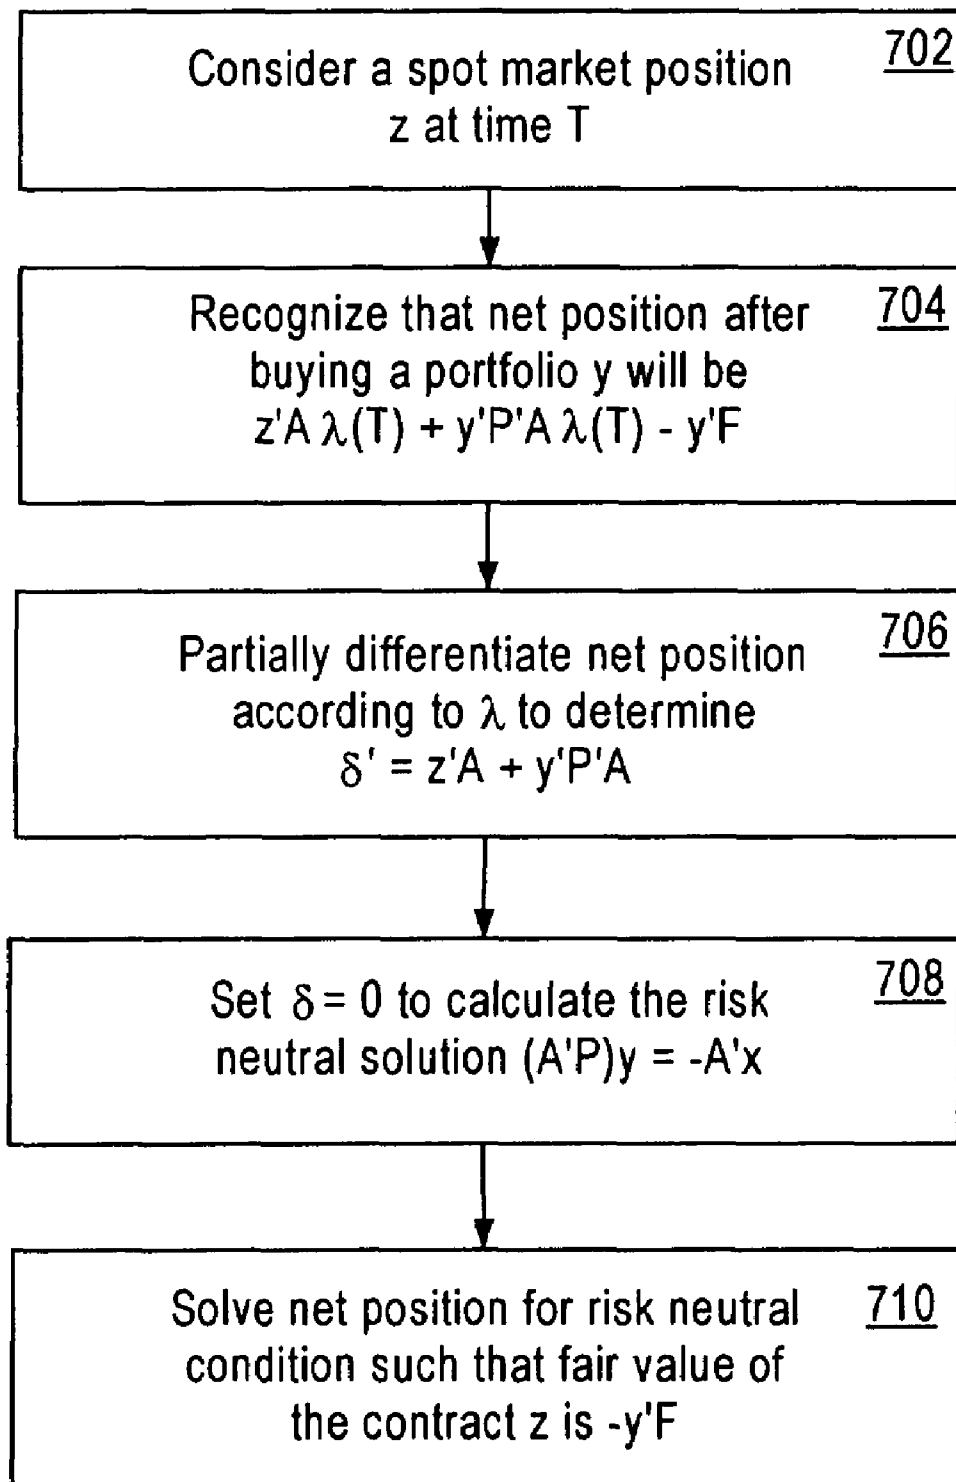 702
Consider a spot market position
z at time T
704
Recognize that net position after
buying a portfolio y will be
z'A λ(T) + y'P'A λ(T) - y'F
706
Partially differentiate net position
according to λ to determine
δ' = z'A + y'P'A
708
Set δ = 0 to calculate the risk
neutral solution (A'P)y = -A'x
710
Solve net position for risk neutral
condition such that fair value of
the contract z is -y'F